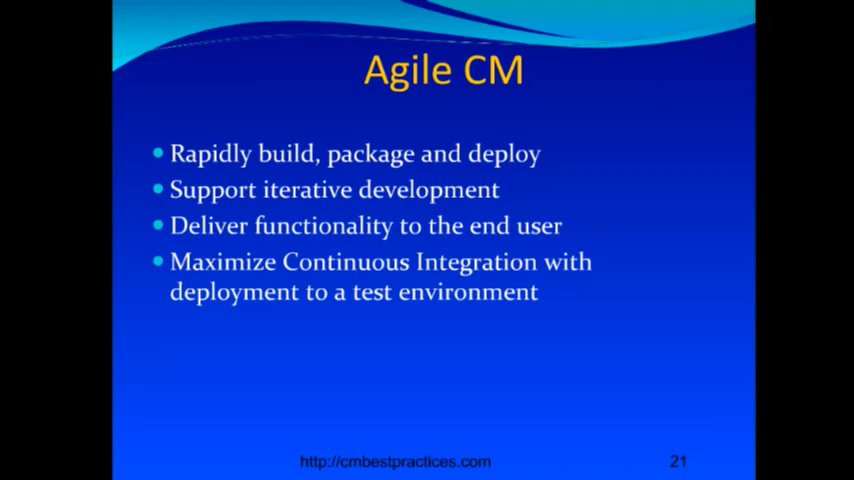 Agile CM
• Rapidly build, package and deploy
• Support iterative development
• Deliver functionality to the end user
• Maximize Continuous Integration with
deployment to a test environment
http://cmbestpractices.com
21